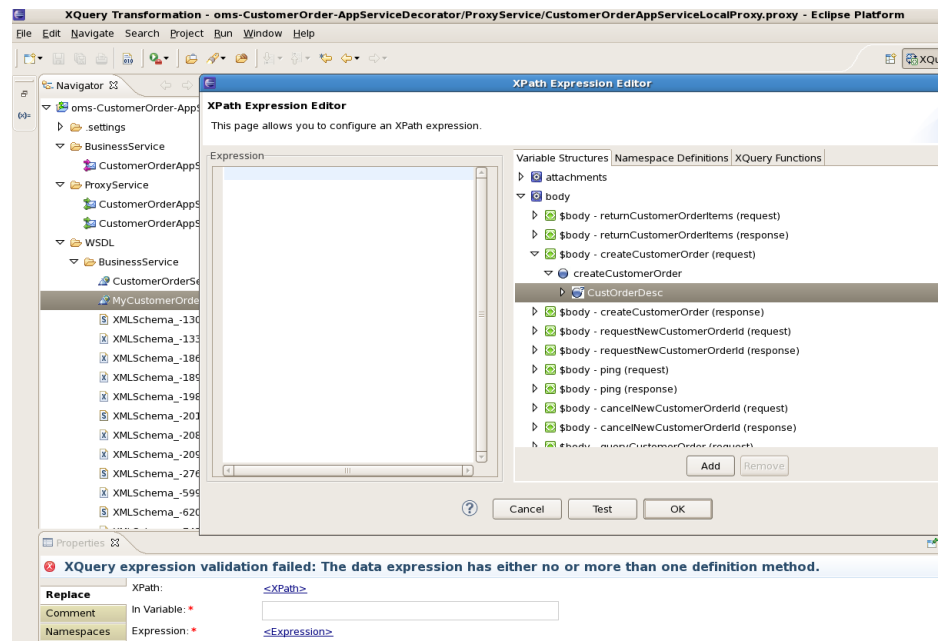 XQuery Transformation - oms-CustomerOrder-AppServiceDecorator/ProxyService/CustomerOrderAppServiceLocalProxy.proxy - Eclipse Platform
File Edit Navigate Search Project Run Window Help
XQu
Navigator
XPath Expression Editor
oms-CustomerOrder-AppS
.settings
BusinessService
CustomerOrderAppS
ProxyService
CustomerOrderAppS
CustomerOrderAppS
WSDL
BusinessService
CustomerOrderSe
MyCustomerOrde
XMLSchema_-130
XMLSchema_-133
XMLSchema_-186
XMLSchema_-189
XMLSchema_-198
XMLSchema_-201
XMLSchema_-208
XMLSchema_-209
XMLSchema_-276
XMLSchema_-599
XMLSchema_-620
XPath Expression Editor
This page allows you to configure an XPath expression.
Expression
Variable Structures Namespace Definitions XQuery Functions
attachments
body
$body - returnCustomerOrderItems (request)
$body - returnCustomerOrderItems (response)
$body - createCustomerOrder (request)
createCustomerOrder
CustOrderDesc
$body - createCustomerOrder (response)
$body - requestNewCustomerOrderId (request)
$body - requestNewCustomerOrderId (response)
$body - ping (request)
$body - ping (response)
$body - cancelNewCustomerOrderId (request)
$body - cancelNewCustomerOrderId (response)
$body - queryCustomerOrder (request)
Add Remove
Cancel Test OK
Properties
XQuery expression validation failed: The data expression has either no or more than one definition method.
Replace
Comment
Namespaces
XPath: <XPath>
In Variable: *
Expression: * <Expression>